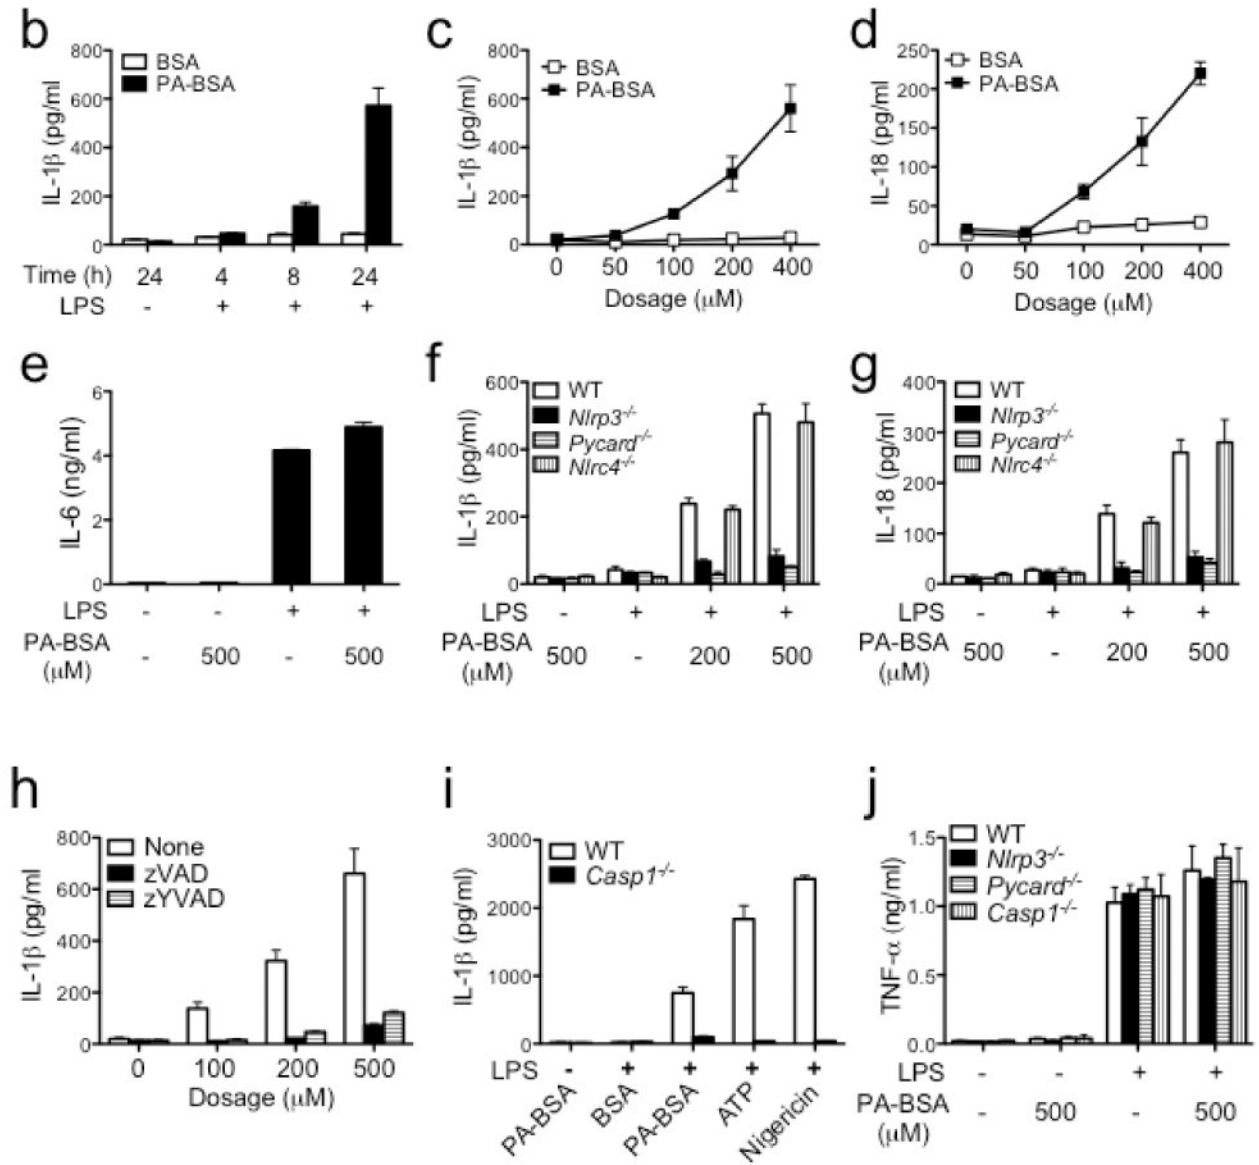 b
IL-1β (pg/ml)
800
600
400
200
0
BSA
PA-BSA
Time (h) 24 4 8 24
LPS - + + +
c
IL-1β (pg/ml)
800
600
400
200
0
BSA
PA-BSA
0 50 100 200 400
Dosage (μM)
d
IL-18 (pg/ml)
250
200
150
100
50
0
BSA
PA-BSA
0 50 100 200 400
Dosage (μM)
e
IL-6 (ng/ml)
6
4
2
0
LPS - - + +
PA-BSA
(μM)
- 500 - 500
f
IL-1β (pg/ml)
600
400
200
0
WT
Nlrp3-/-
Pycard-/-
Nlrc4-/-
LPS - + + +
PA-BSA
(μM)
500 - 200 500
g
IL-18 (pg/ml
400
300
200
100
0
WT
Nlrp3-/-
Pycard-/-
Nlrc4-/-
LPS - + + +
PA-BSA
(μM)
500 - 200 500
h
IL-1β (pg/ml
800
600
400
200
0
None
zVAD
zYVAD
0 100 200 500
Dosage (μM)
i
IL-1β (pg/ml)
3000
2000
1000
0
WT
Casp1-/-
LPS - + + + +
PA-BSA BSA PA-BSA ATP Nigericin
j
TNF-α (ng/ml)
1.5
1.0
0.5
0.0
WT
Nlrp3-/-
Pycard-/-
Casp1-/-
LPS - - + +
PA-BSA
(μM)
- 500 - 500